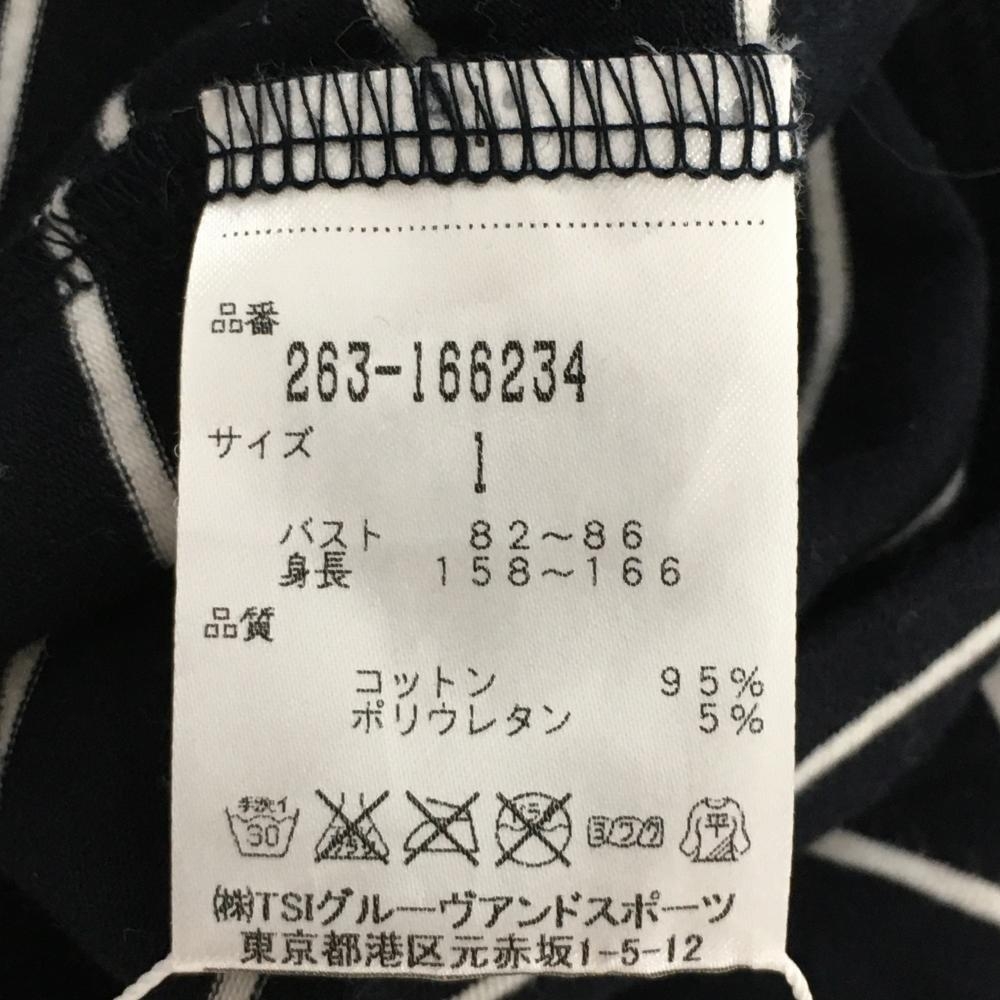 品番
263-166234
サイズ 1
バスト 82～86
身長 158～166
品質
コットン 95%
ポリウレタン 5%
手洗イ 30 ヨワク 平
(株)TSIグルーヴアンドスポーツ
東京都港区元赤坂1-5-12